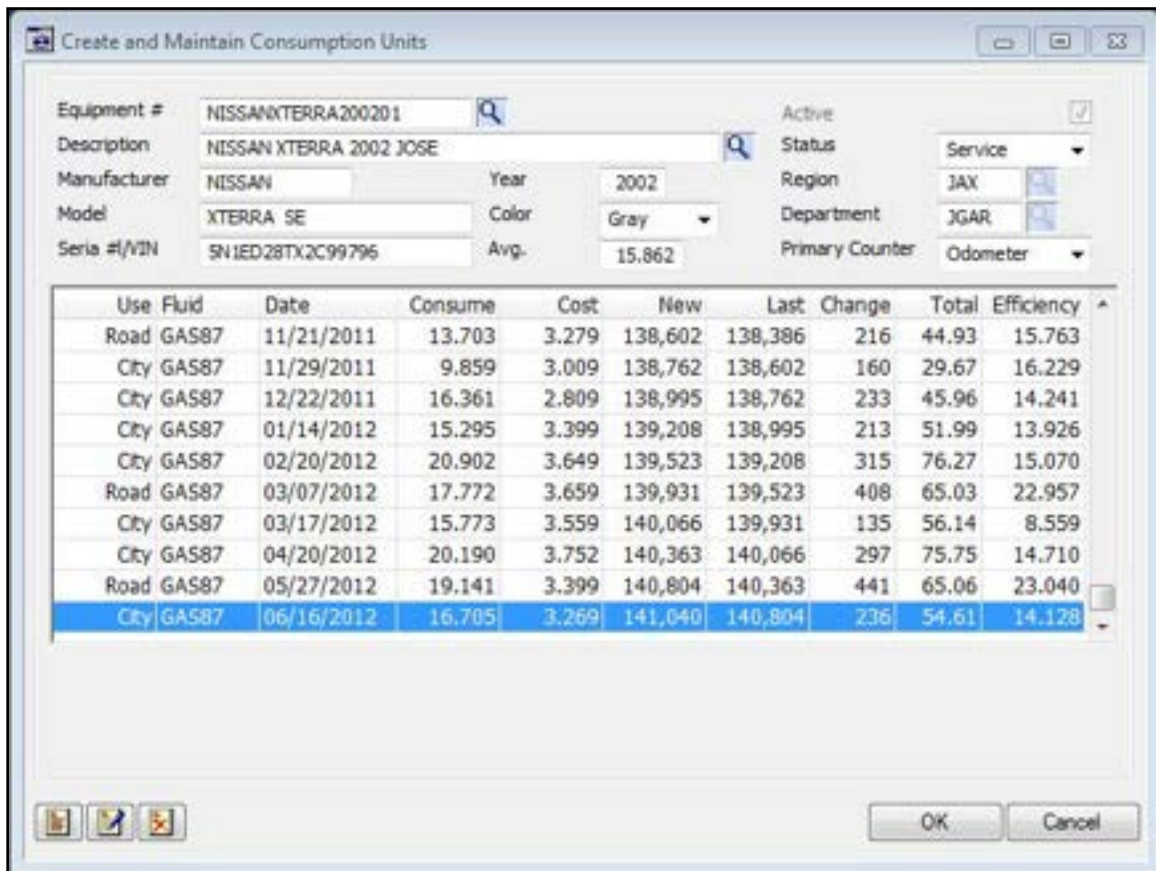 Create and Maintain Consumption Units
Equipment # NISSANXTERRA200201 Active
Description NISSAN XTERRA 2002 JOSE Status Service
Manufacturer NISSAN Year 2002 Region JAX
Model XTERRA SE Color Gray Department JGAR
Seria #l/VIN 5N1ED28TX2C99796 Avg. 15.862 Primary Counter Odometer
Use Fluid Date Consume Cost New Last Change Total Efficiency
Road GAS87 11/21/2011 13.703 3.279 138,602 138,386 216 44.93 15.763
City GAS87 11/29/2011 9.859 3.009 138,762 138,602 160 29.67 16.229
City GAS87 12/22/2011 16.361 2.809 138,995 138,762 233 45.96 14.241
City GAS87 01/14/2012 15.295 3.399 139,208 138,995 213 51.99 13.926
City GAS87 02/20/2012 20.902 3.649 139,523 139,208 315 76.27 15.070
Road GAS87 03/07/2012 17.772 3.659 139,931 139,523 408 65.03 22.957
City GAS87 03/17/2012 15.773 3.559 140,066 139,931 135 56.14 8.559
City GAS87 04/20/2012 20.190 3.752 140,363 140,066 297 75.75 14.710
Road GAS87 05/27/2012 19.141 3.399 140,804 140,363 441 65.06 23.040
City GAS87 06/16/2012 16.705 3.269 141,040 140,804 236 54.61 14.128
OK Cancel